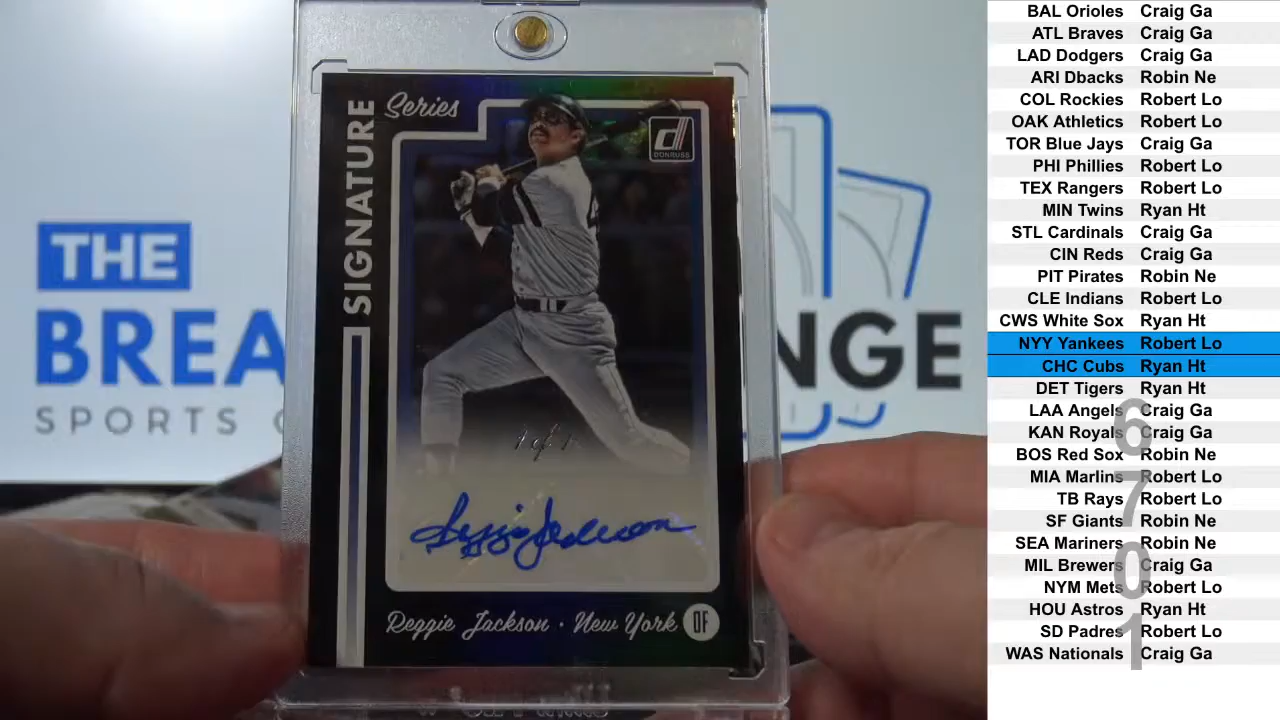 THE
BREA
NGE
SPORTS
SIGNATURE
Series
d
DONRUSS
1 of 1
Reggie Jackson
Reggie Jackson · New York OF
BAL Orioles Craig Ga
ATL Braves Craig Ga
LAD Dodgers Craig Ga
ARI Dbacks Robin Ne
COL Rockies Robert Lo
OAK Athletics Robert Lo
TOR Blue Jays Craig Ga
PHI Phillies Robert Lo
TEX Rangers Robert Lo
MIN Twins Ryan Ht
STL Cardinals Craig Ga
CIN Reds Craig Ga
PIT Pirates Robin Ne
CLE Indians Robert Lo
CWS White Sox Ryan Ht
NYY Yankees Robert Lo
CHC Cubs Ryan Ht
DET Tigers Ryan Ht
LAA Angels Craig Ga
KAN Royals Craig Ga
BOS Red Sox Robin Ne
MIA Marlins Robert Lo
TB Rays Robert Lo
SF Giants Robin Ne
SEA Mariners Robin Ne
MIL Brewers Craig Ga
NYM Mets Robert Lo
HOU Astros Ryan Ht
SD Padres Robert Lo
WAS Nationals Craig Ga
6701